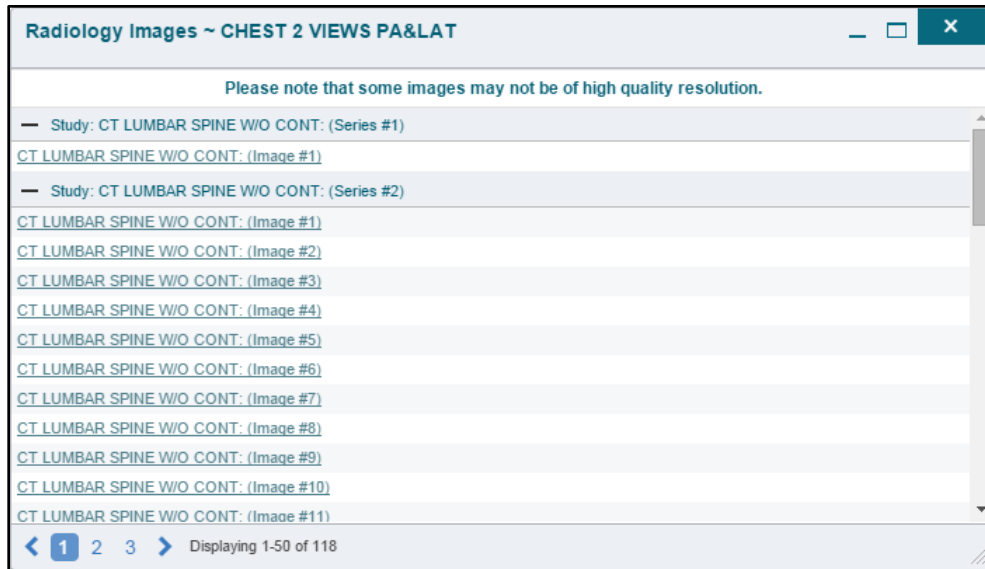 Radiology Images ~ CHEST 2 VIEWS PA&LAT
Please note that some images may not be of high quality resolution.
Study: CT LUMBAR SPINE W/O CONT: (Series #1)
CT LUMBAR SPINE W/O CONT: (Image #1)
Study: CT LUMBAR SPINE W/O CONT: (Series #2)
CT LUMBAR SPINE W/O CONT: (Image #1)
CT LUMBAR SPINE W/O CONT: (Image #2)
CT LUMBAR SPINE W/O CONT: (Image #3)
CT LUMBAR SPINE W/O CONT: (Image #4)
CT LUMBAR SPINE W/O CONT: (Image #5)
CT LUMBAR SPINE W/O CONT: (Image #6)
CT LUMBAR SPINE W/O CONT: (Image #7)
CT LUMBAR SPINE W/O CONT: (Image #8)
CT LUMBAR SPINE W/O CONT: (Image #9)
CT LUMBAR SPINE W/O CONT: (Image #10)
CT LUMBAR SPINE W/O CONT: (Image #11)
1 2 3 Displaying 1-50 of 118